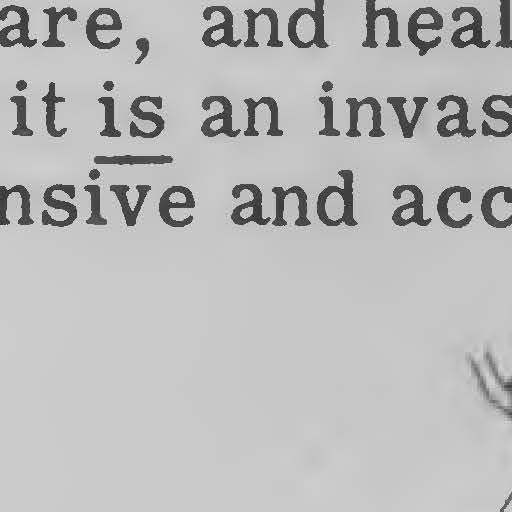 are, and heal
it is an invas
nsive and acc